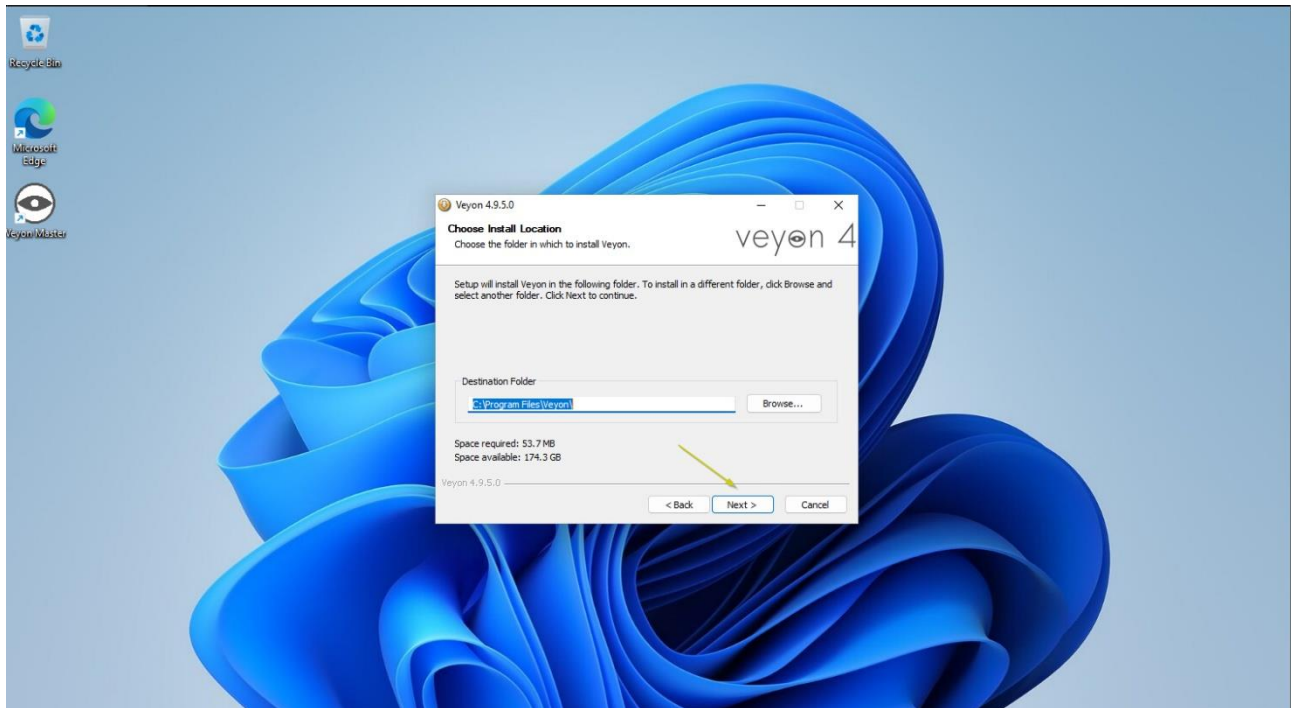 Recycle Bin
Microsoft
Edge
Veyon Master
Veyon 4.9.5.0
Choose Install Location
Choose the folder in which to install Veyon.
veyon 4
Setup will install Veyon in the following folder. To install in a different folder, click Browse and
select another folder. Click Next to continue.
Destination Folder
C:\Program Files\Veyon\
Browse...
Space required: 53.7 MB
Space available: 174.3 GB
Veyon 4.9.5.0
< Back
Next >
Cancel